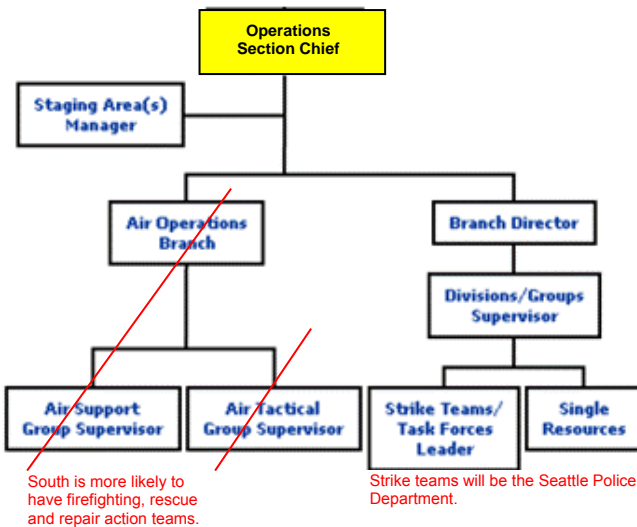 Operations
Section Chief
Staging Area(s)
Manager
Air Operations
Branch
Branch Director
Divisions/Groups
Supervisor
Air Support
Group Supervisor
Air Tactical
Group Supervisor
Strike Teams/
Task Forces
Leader
Single
Resources
South is more likely to
have firefighting, rescue
and repair action teams.
Strike teams will be the Seattle Police
Department.